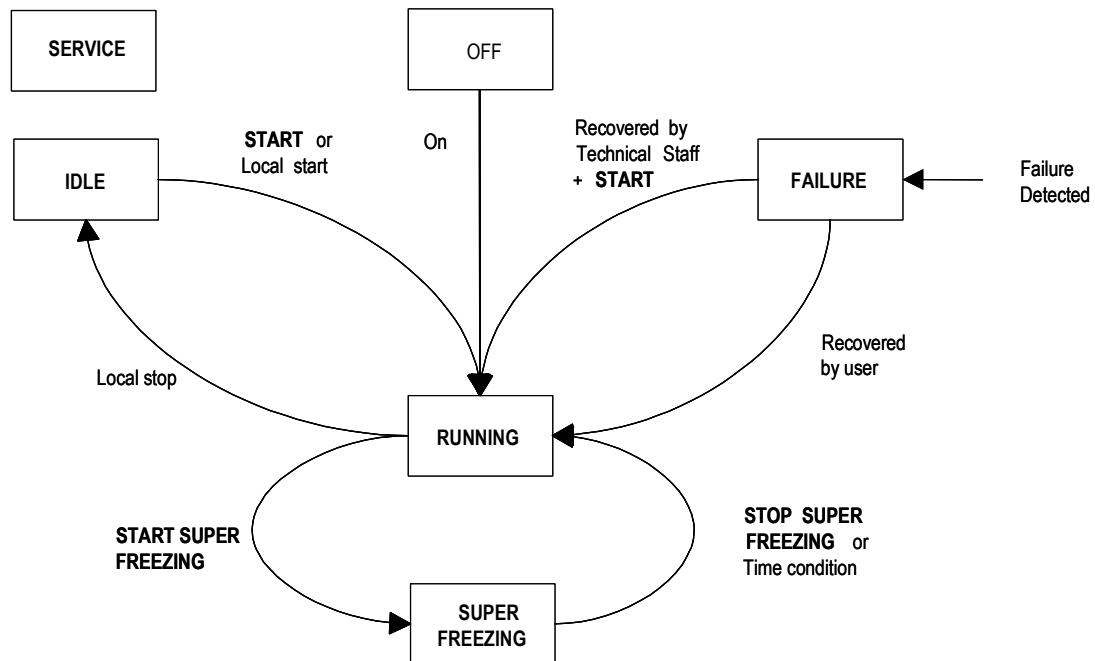 SERVICE
OFF
START or
Local start
On
Recovered by
Technical Staff
+ START
IDLE
FAILURE
Failure
Detected
Local stop
Recovered
by user
RUNNING
START SUPER
FREEZING
STOP SUPER
FREEZING or
Time condition
SUPER
FREEZING